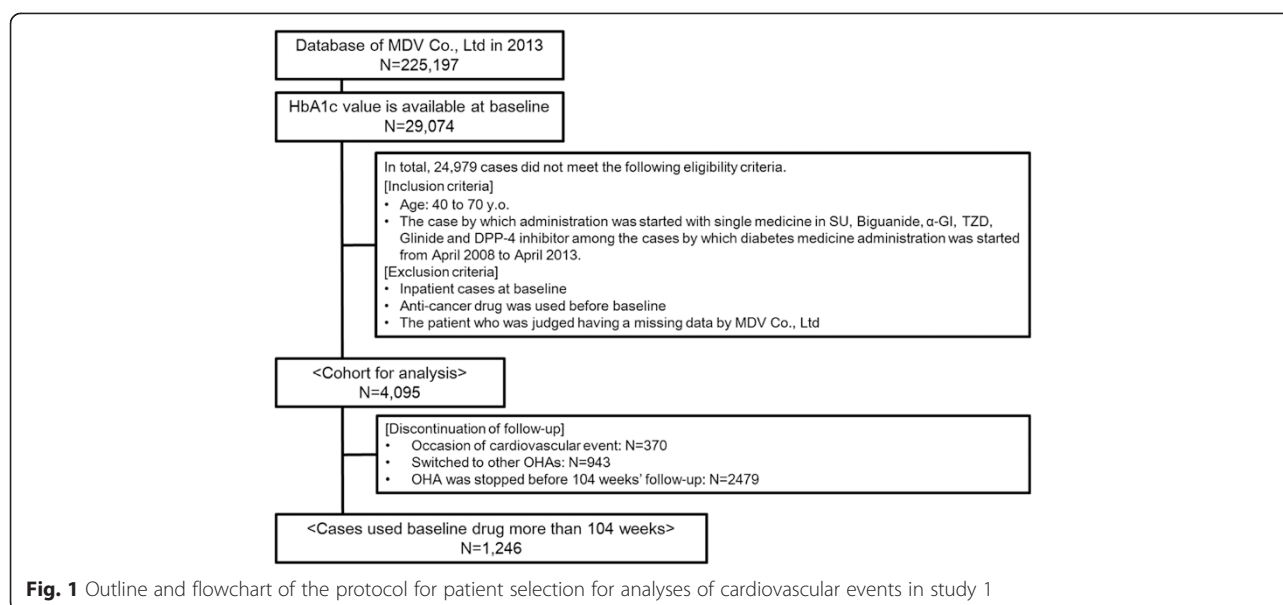 Database of MDV Co., Ltd in 2013
N=225,197
HbA1c value is available at baseline
N=29,074
In total, 24,979 cases did not meet the following eligibility criteria.
[Inclusion criteria]
• Age: 40 to 70 y.o.
• The case by which administration was started with single medicine in SU, Biguanide, α-GI, TZD,
Glinide and DPP-4 inhibitor among the cases by which diabetes medicine administration was started
from April 2008 to April 2013.
[Exclusion criteria]
• Inpatient cases at baseline
• Anti-cancer drug was used before baseline
• The patient who was judged having a missing data by MDV Co., Ltd
<Cohort for analysis>
N=4,095
[Discontinuation of follow-up]
• Occasion of cardiovascular event: N=370
• Switched to other OHAs: N=943
• OHA was stopped before 104 weeks' follow-up: N=2479
<Cases used baseline drug more than 104 weeks>
N=1,246
Fig. 1 Outline and flowchart of the protocol for patient selection for analyses of cardiovascular events in study 1